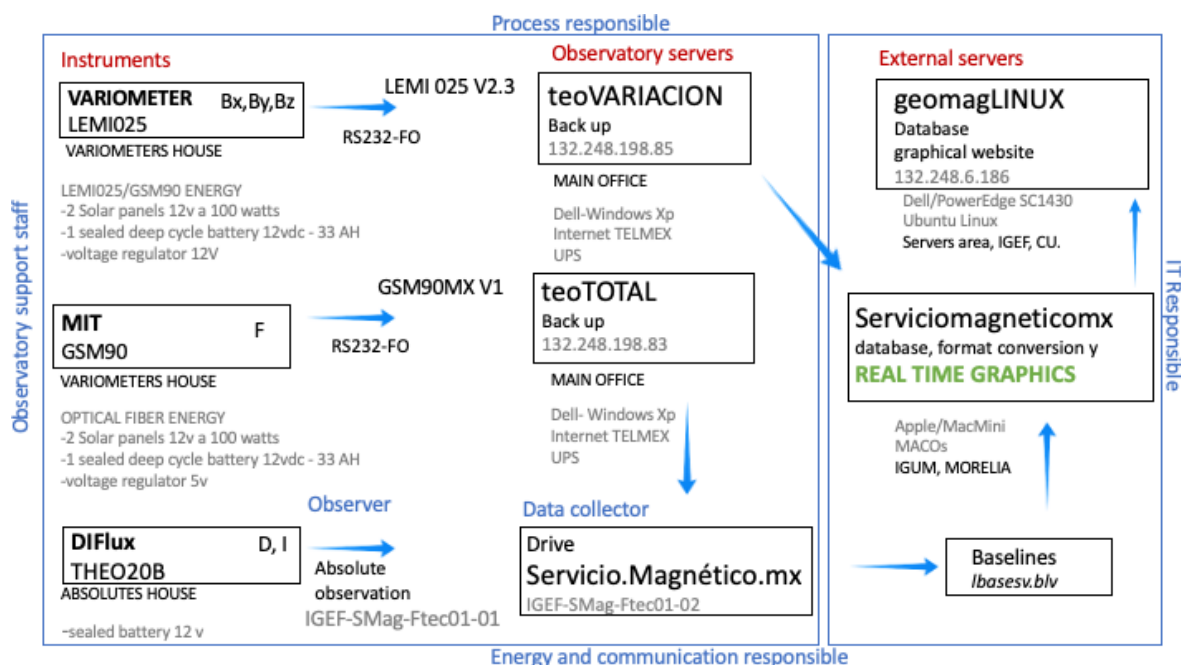 Process responsible
Observatory support staff
Instruments
VARIOMETER Bx,By,Bz
LEMI025
VARIOMETERS HOUSE
LEMI025/GSM90 ENERGY
-2 Solar panels 12v a 100 watts
-1 sealed deep cycle battery 12vdc - 33 AH
-voltage regulator 12V
LEMI 025 V2.3
RS232-FO
Observatory servers
teoVARIACION
Back up
132.248.198.85
MAIN OFFICE
Dell-Windows Xp
Internet TELMEX
UPS
MIT F
GSM90
VARIOMETERS HOUSE
OPTICAL FIBER ENERGY
-2 Solar panels 12v a 100 watts
-1 sealed deep cycle battery 12vdc - 33 AH
-voltage regulator 5v
GSM90MX V1
RS232-FO
teoTOTAL
Back up
132.248.198.83
MAIN OFFICE
Dell- Windows Xp
Internet TELMEX
UPS
DIFlux D, I
THEO20B
ABSOLUTES HOUSE
-sealed battery 12 v
Observer
Absolute
observation
IGEF-SMag-Ftec01-01
Data collector
Drive
Servicio.Magnético.mx
IGEF-SMag-Ftec01-02
Energy and communication responsible
External servers
geomagLINUX
Database
graphical website
132.248.6.186
Dell/PowerEdge SC1430
Ubuntu Linux
Servers area, IGEF, CU.
Serviciomagneticomx
database, format conversion y
REAL TIME GRAPHICS
Apple/MacMini
MACOs
IGUM, MORELIA
Baselines
lbasesv.blv
IT Responsible